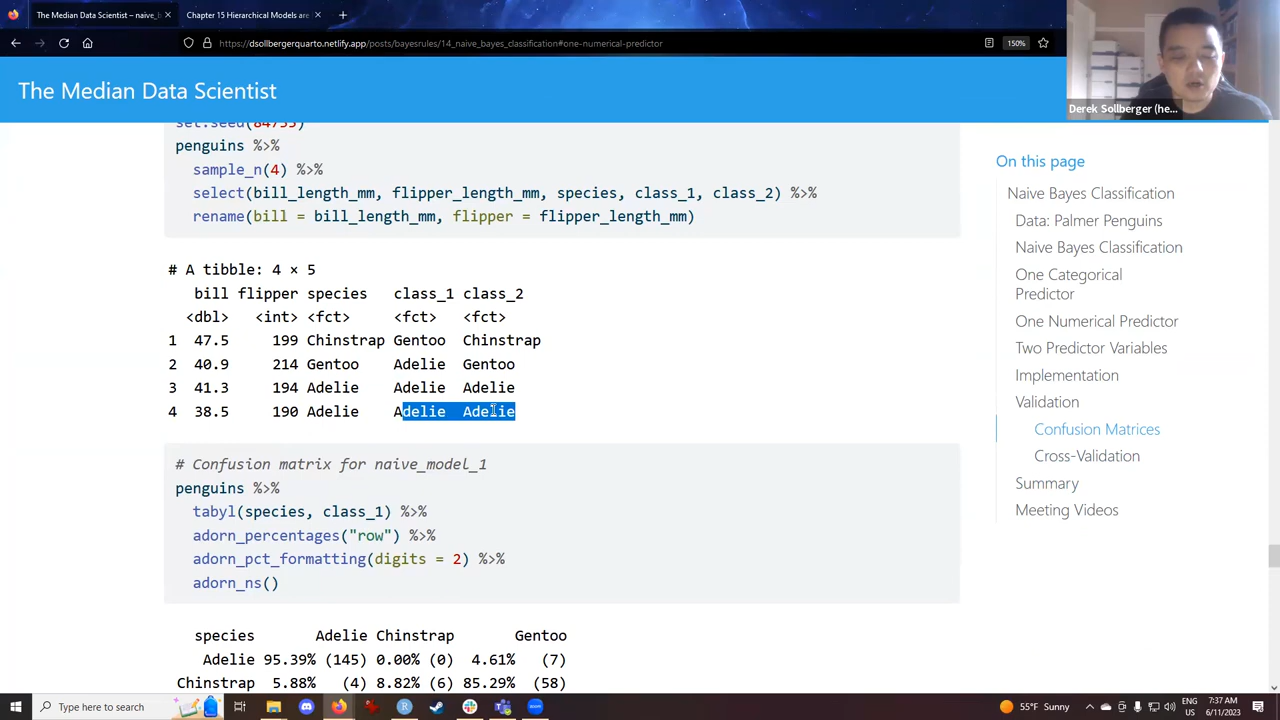 The Median Data Scientist – naive_b
Chapter 15 Hierarchical Models are
https://dsollbergerquarto.netlify.app/posts/bayesrules/14_naive_bayes_classification#one-numerical-predictor
150%
The Median Data Scientist
Derek Sollberger (he...
set.seed(84735)
penguins %>%
sample_n(4) %>%
select(bill_length_mm, flipper_length_mm, species, class_1, class_2) %>%
rename(bill = bill_length_mm, flipper = flipper_length_mm)
# A tibble: 4 × 5
bill flipper species class_1 class_2
<dbl> <int> <fct> <fct> <fct>
1 47.5 199 Chinstrap Gentoo Chinstrap
2 40.9 214 Gentoo Adelie Gentoo
3 41.3 194 Adelie Adelie Adelie
4 38.5 190 Adelie Adelie Adelie
# Confusion matrix for naive_model_1
penguins %>%
tabyl(species, class_1) %>%
adorn_percentages("row") %>%
adorn_pct_formatting(digits = 2) %>%
adorn_ns()
species Adelie Chinstrap Gentoo
Adelie 95.39% (145) 0.00% (0) 4.61% (7)
Chinstrap 5.88% (4) 8.82% (6) 85.29% (58)
On this page
Naive Bayes Classification
Data: Palmer Penguins
Naive Bayes Classification
One Categorical
Predictor
One Numerical Predictor
Two Predictor Variables
Implementation
Validation
Confusion Matrices
Cross-Validation
Summary
Meeting Videos
Type here to search
55°F Sunny
ENG
US
7:37 AM
6/11/2023